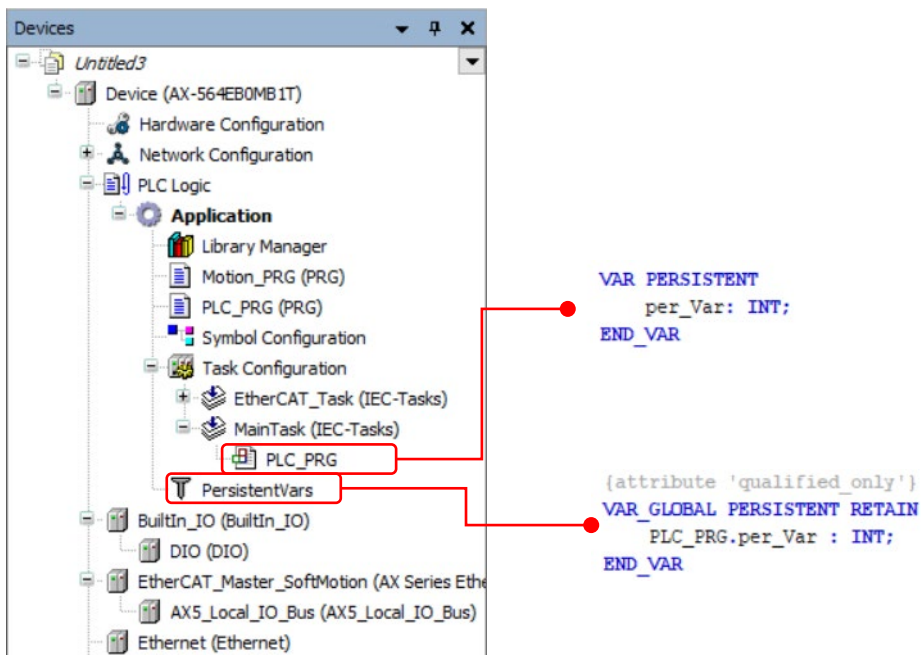 Devices
Untitled3
Device (AX-564EB0MB1T)
Hardware Configuration
Network Configuration
PLC Logic
Application
Library Manager
Motion_PRG (PRG)
PLC_PRG (PRG)
Symbol Configuration
Task Configuration
EtherCAT_Task (IEC-Tasks)
MainTask (IEC-Tasks)
PLC_PRG
PersistentVars
BuiltIn_IO (BuiltIn_IO)
DIO (DIO)
EtherCAT_Master_SoftMotion (AX Series Ethe
AX5_Local_IO_Bus (AX5_Local_IO_Bus)
Ethernet (Ethernet)
VAR PERSISTENT
per_Var: INT;
END_VAR
{attribute 'qualified_only'}
VAR_GLOBAL PERSISTENT RETAIN
PLC_PRG.per_Var : INT;
END_VAR